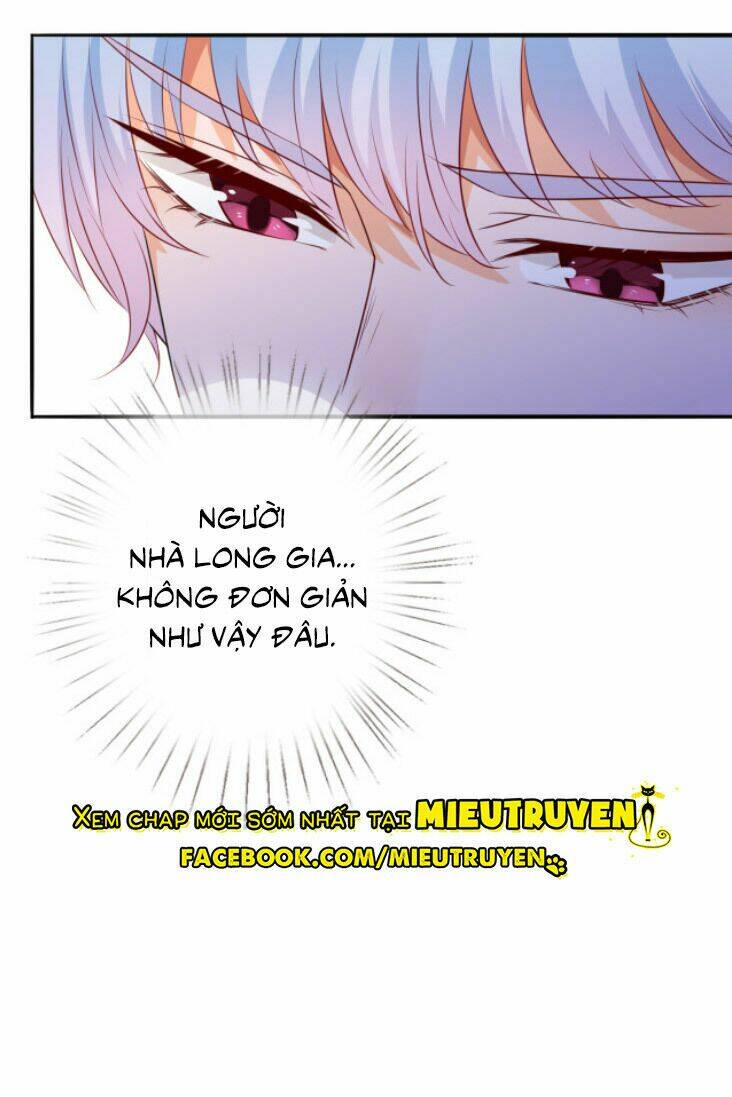 NGƯỜI
NHÀ LONG GIA...
KHÔNG ĐƠN GIẢN
NHƯ VẬY ĐÂU.
XEM CHAP MỚI SỚM NHẤT TẠI MIEUTRUYEN
FACEBOOK.COM/MIEUTRUYEN